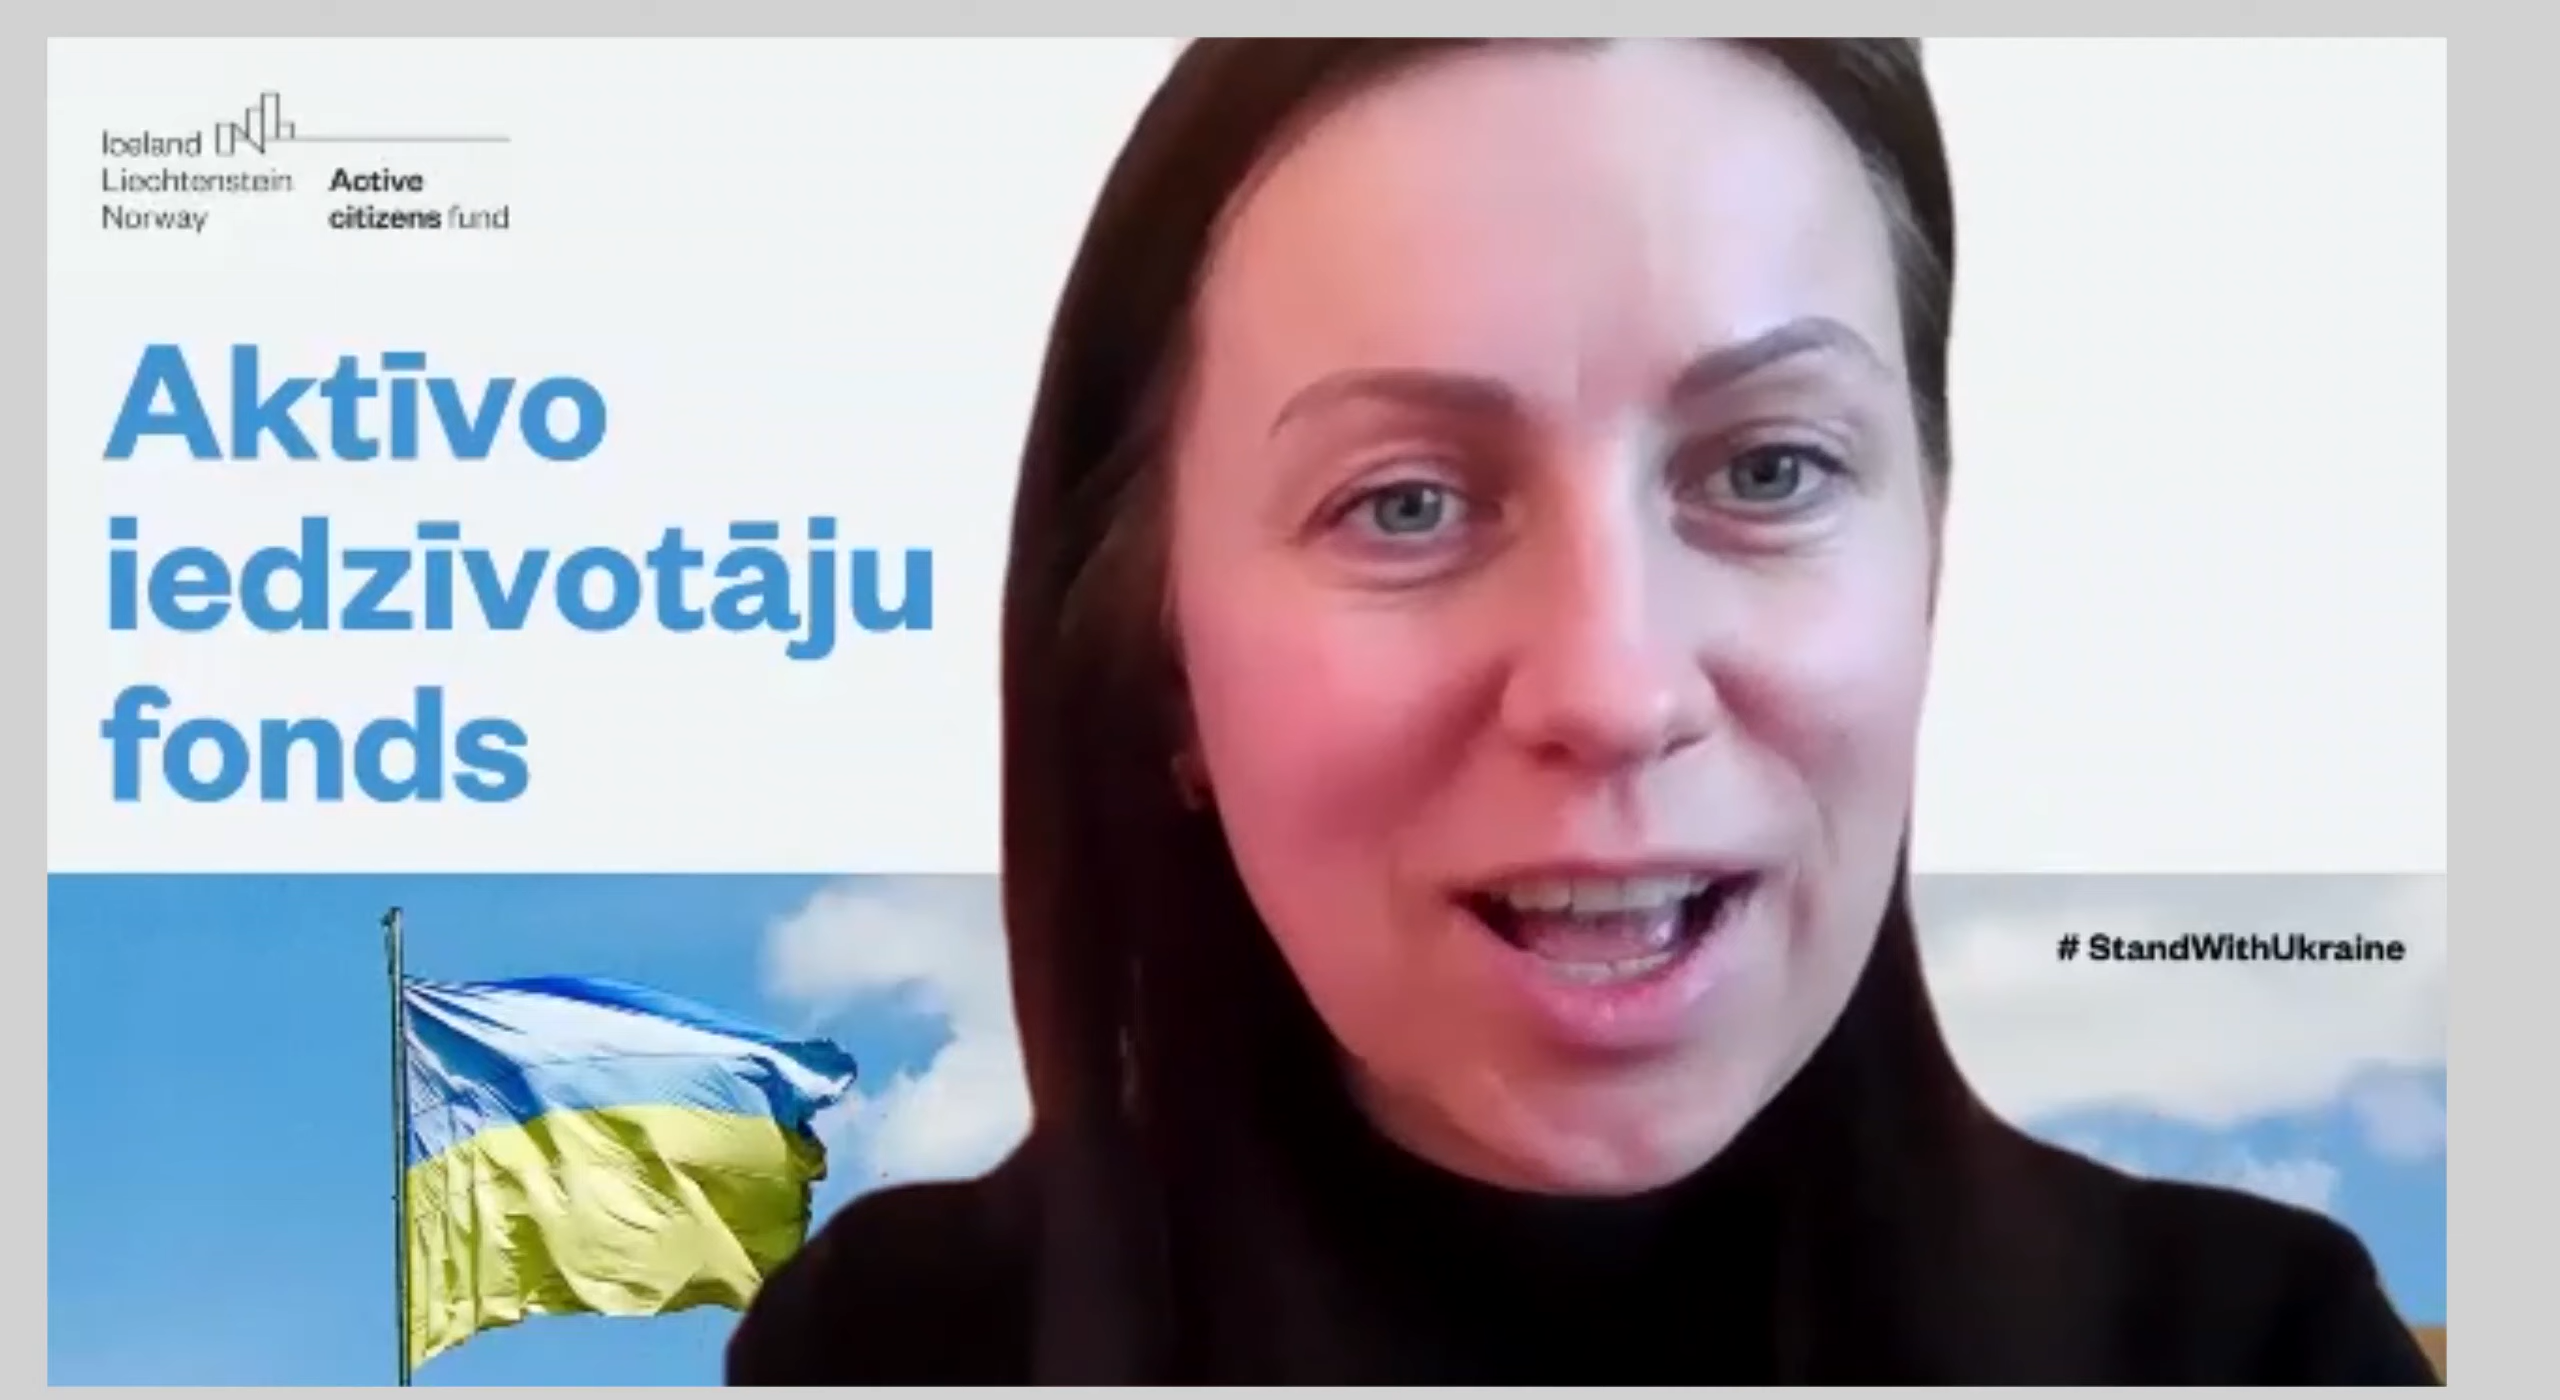 Iceland
Liechtenstein
Norway
Active
citizens fund
Aktīvo
iedzīvotāju
fonds
# StandWithUkraine